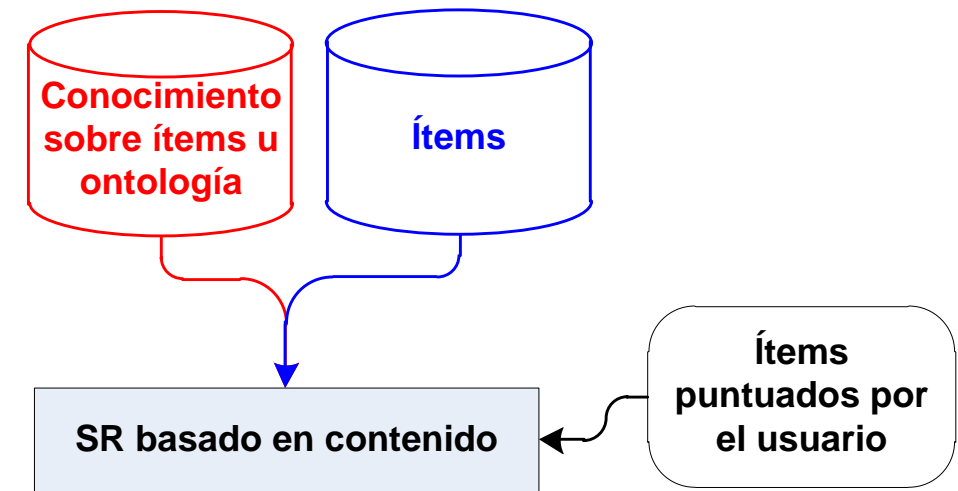 Conocimiento
sobre ítems u
ontología
Ítems
Ítems
puntuados por
el usuario
SR basado en contenido